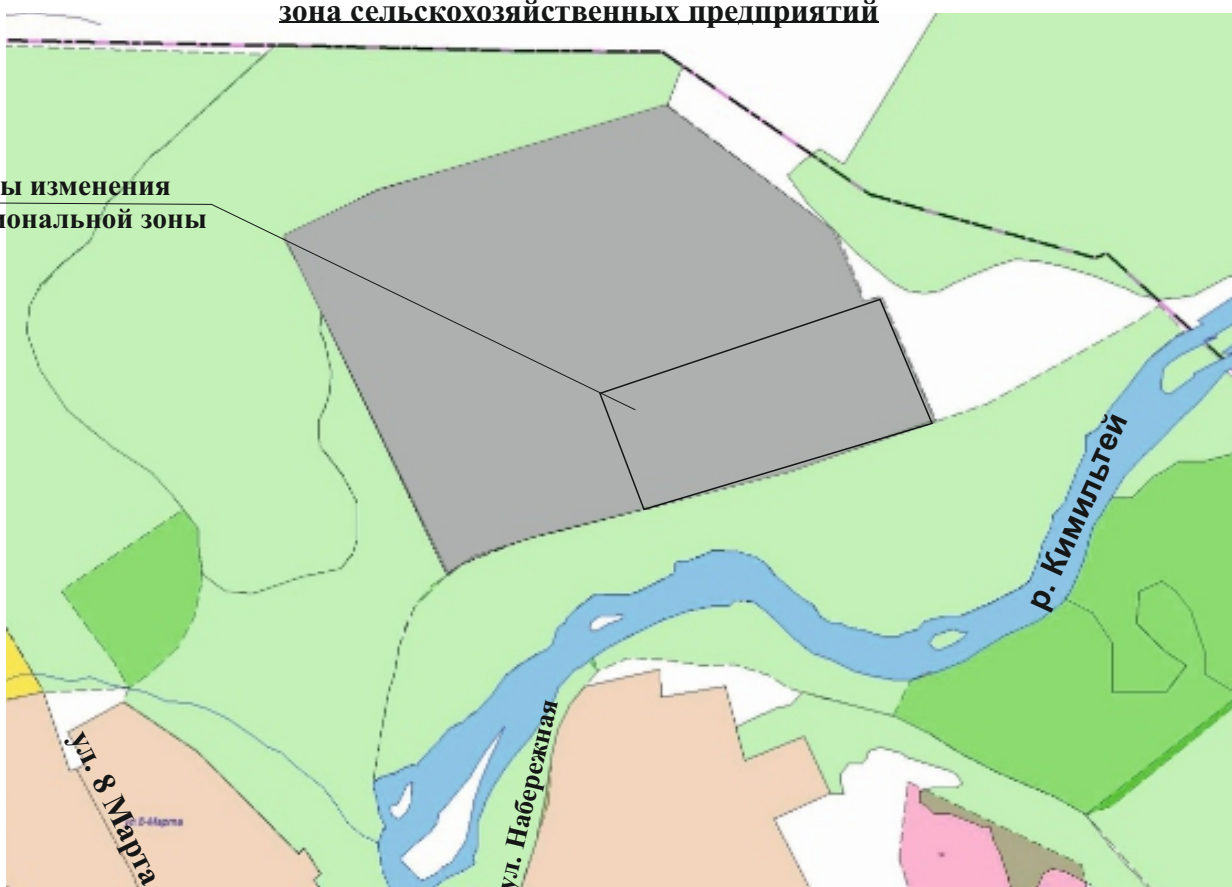 зона сельскохозяйственных предприятий
ы изменения
иональной зоны
р. Кимильтей
ул. Набережная
ул. 8 Марта